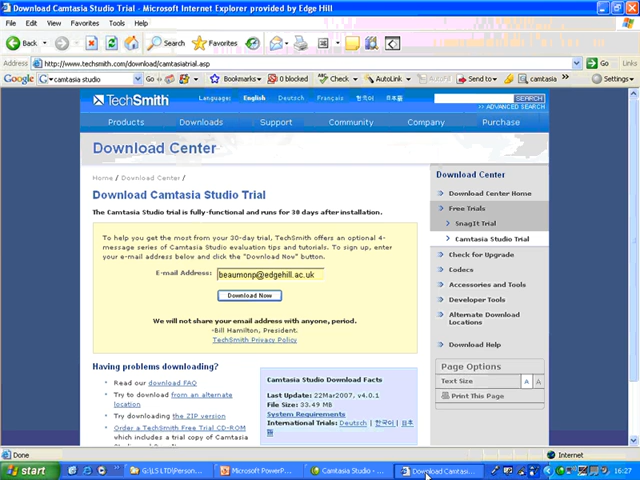 Download Camtasia Studio Trial - Microsoft Internet Explorer provided by Edge Hill
File Edit View Favorites Tools Help
Back Search Favorites
Address http://www.techsmith.com/download/camtasiatrial.asp Go Links
Google camtasia studio Go Bookmarks 0 blocked Check AutoLink AutoFill Send to camtasia Settings
TechSmith Languages English Deutsch Français 한국어 日本語 SEARCH
>> ADVANCED SEARCH
Products Downloads Support Community Company Purchase
Download Center
Home / Download Center /
Download Camtasia Studio Trial
The Camtasia Studio trial is fully-functional and runs for 30 days after installation.
To help you get the most from your 30-day trial, TechSmith offers an optional 4-
message series of Camtasia Studio evaluation tips and tutorials. To sign up, enter
your e-mail address below and click the "Download Now" button.
E-mail Address: beaumonp@edgehill.ac.uk
Download Now
We will not share your email address with anyone, period.
-Bill Hamilton, President.
TechSmith Privacy Policy
Having problems downloading?
Read our download FAQ
Try to download from an alternate
location
Try downloading the ZIP version
Order a TechSmith Free Trial CD-ROM
which includes a trial copy of Camtasia
Camtasia Studio Download Facts
Last Update: 22Mar2007, v4.0.1
File Size: 33.49 MB
System Requirements
International Trials: Deutsch | 한국어 | 日本
語
Download Center
Download Center Home
Free Trials
SnagIt Trial
Camtasia Studio Trial
Check for Upgrade
Codecs
Accessories and Tools
Developer Tools
Alternate Download
Locations
Download Help
Page Options
Text Size A A
Print This Page
Done Internet
start G:\LS LTD\Person... Microsoft PowerP... Camtasia Studio - ... Download Camtasi... 16:27